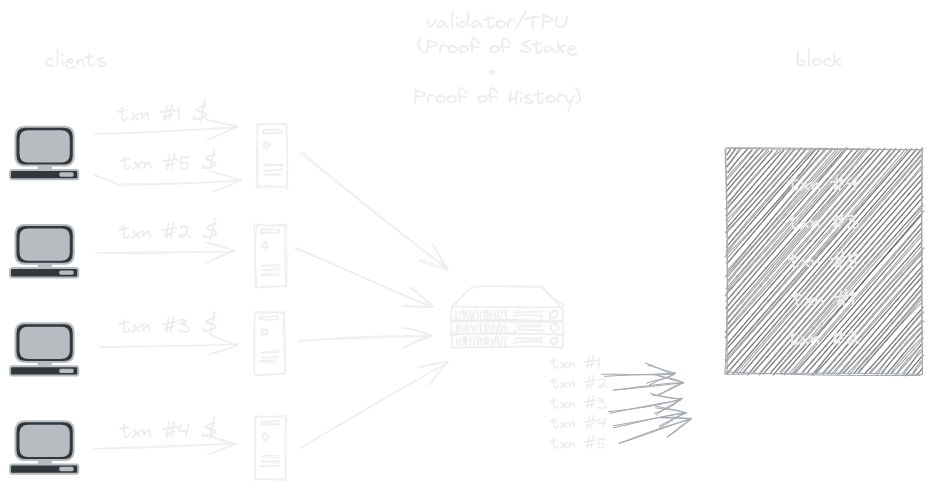 validator/TPU
(Proof of Stake
+
Proof of History)
clients
block
txn #1 $
txn #5 $
txn #2 $
txn #3 $
txn #4 $
txn #1
txn #2
txn #3
txn #4
txn #5
txn #4
txn #3
txn #5
txn #1
txn #2